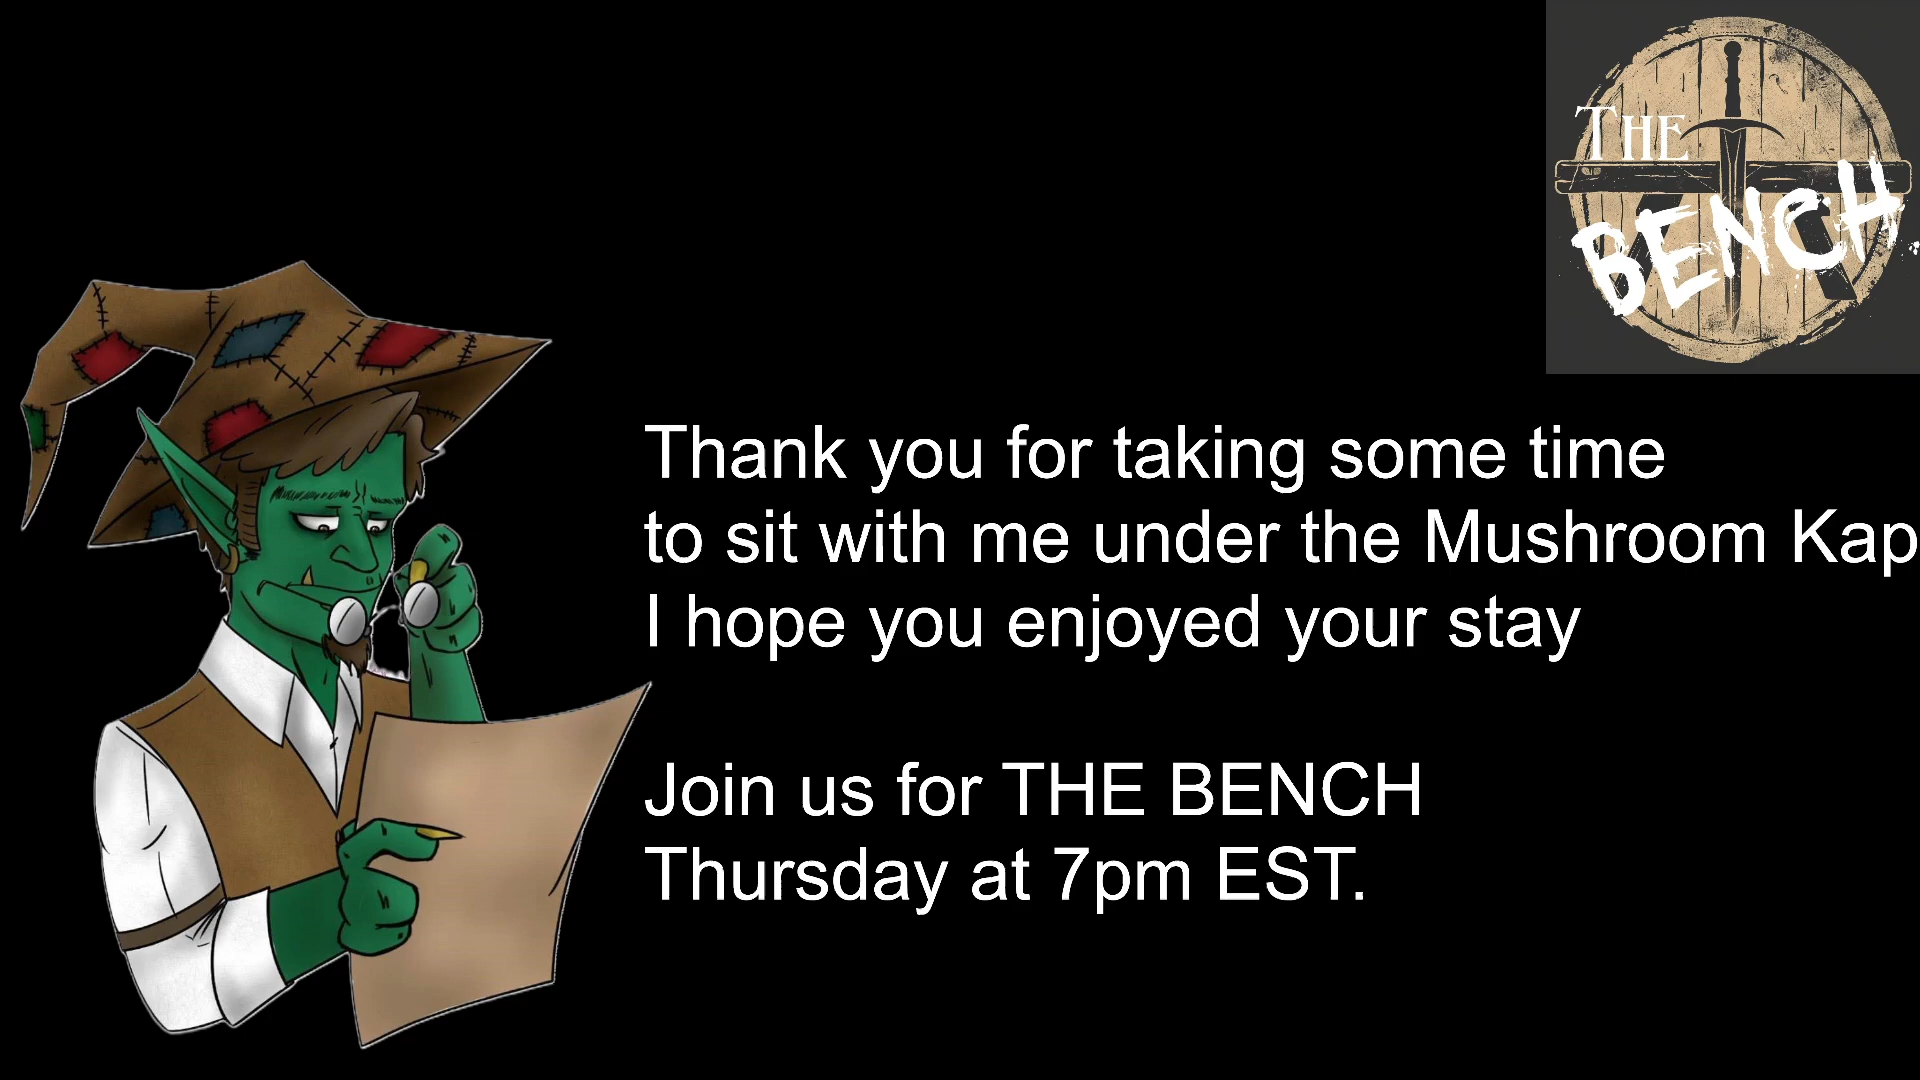 THE
BENCH
Thank you for taking some time
to sit with me under the Mushroom Kap
I hope you enjoyed your stay
Join us for THE BENCH
Thursday at 7pm EST.